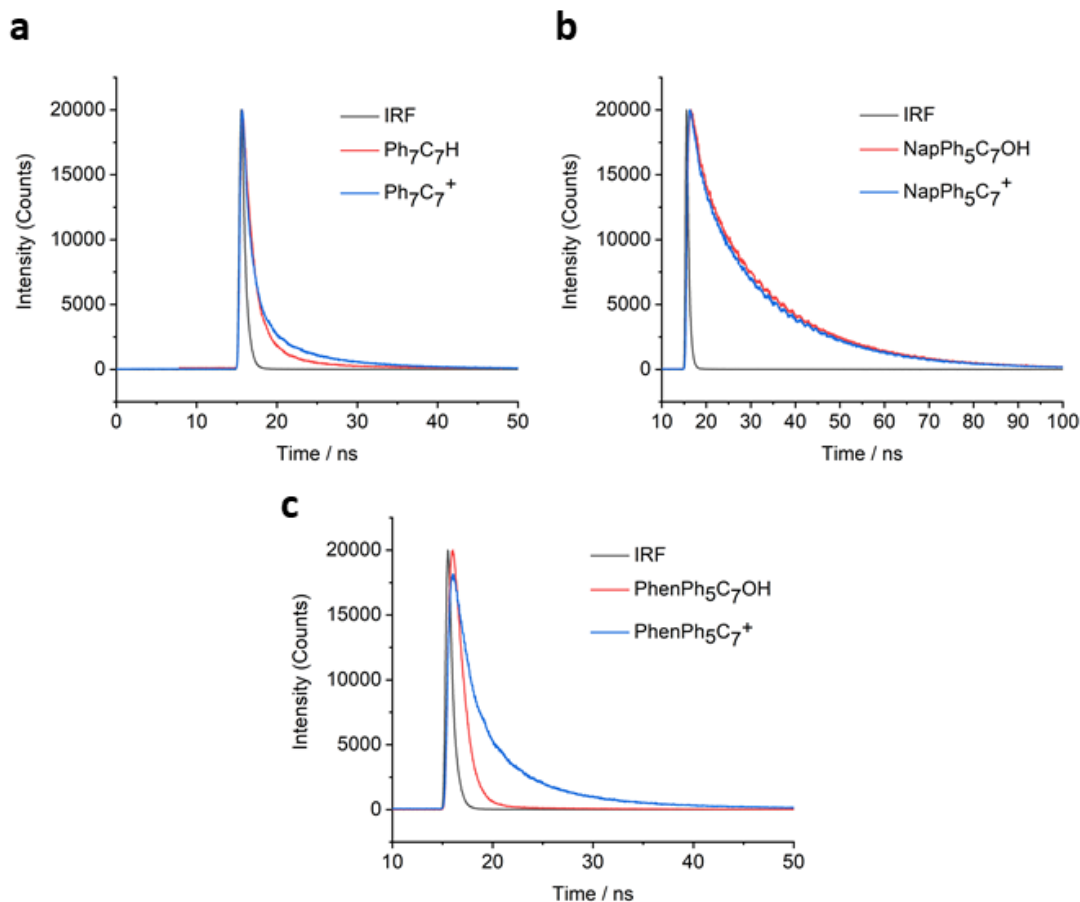 a
Intensity (Counts)
20000
15000
10000
5000
0
IRF
Ph₇C₇H
Ph₇C₇⁺
0 10 20 30 40 50
Time / ns
b
Intensity (Counts)
20000
15000
10000
5000
0
IRF
NapPh₅C₇OH
NapPh₅C₇⁺
10 20 30 40 50 60 70 80 90 100
Time / ns
c
Intensity (Counts)
20000
15000
10000
5000
0
IRF
PhenPh₅C₇OH
PhenPh₅C₇⁺
10 20 30 40 50
Time / ns